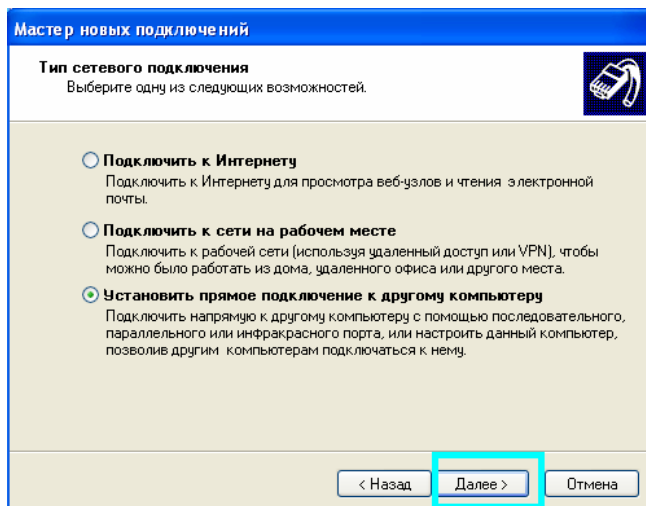 Мастер новых подключений
Тип сетевого подключения
Выберите одну из следующих возможностей.
Подключить к Интернету
Подключить к Интернету для просмотра веб-узлов и чтения электронной
почты.
Подключить к сети на рабочем месте
Подключить к рабочей сети (используя удаленный доступ или VPN), чтобы
можно было работать из дома, удаленного офиса или другого места.
Установить прямое подключение к другому компьютеру
Подключить напрямую к другому компьютеру с помощью последовательного,
параллельного или инфракрасного порта, или настроить данный компьютер,
позволив другим компьютерам подключаться к нему.
< Назад Далее > Отмена